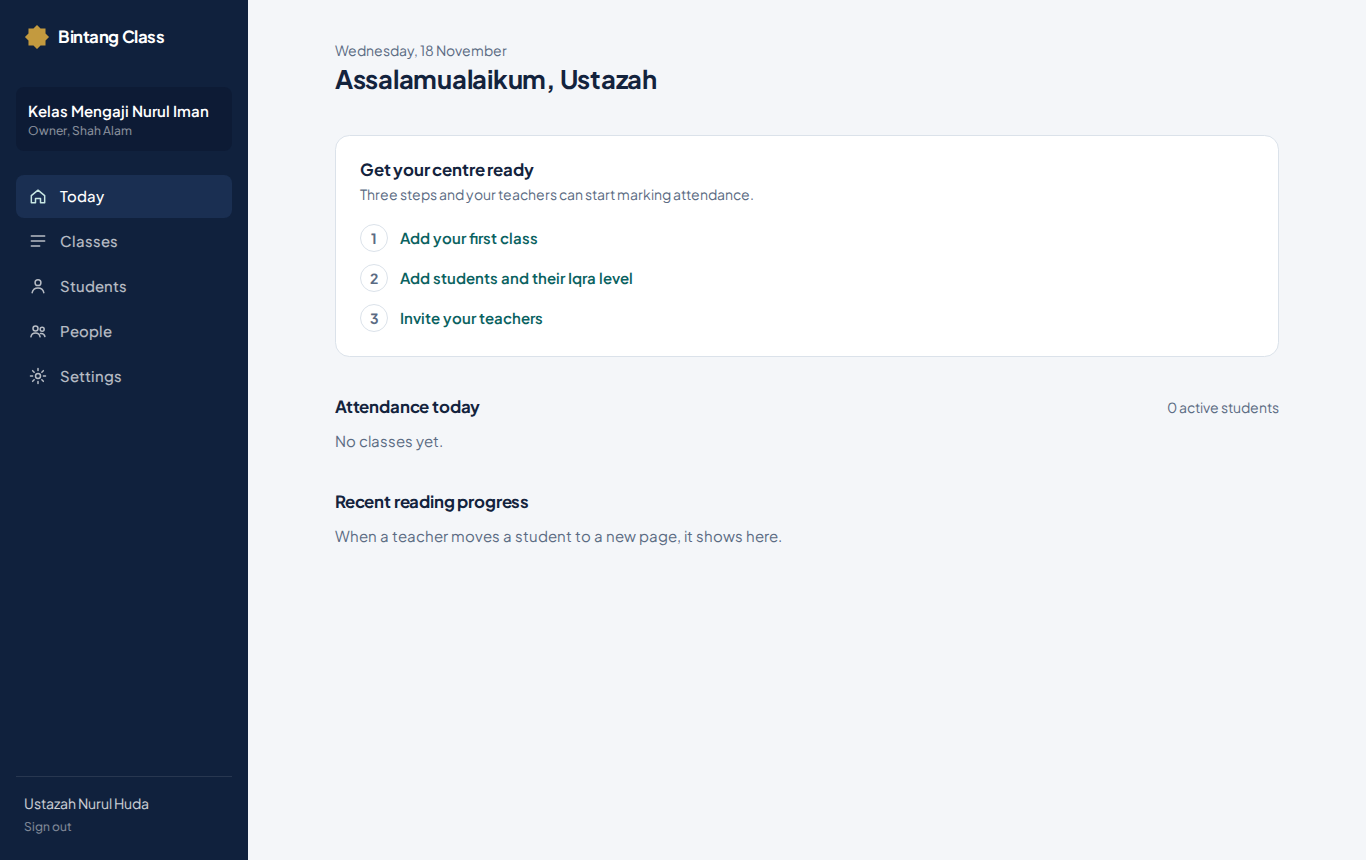 Bintang Class
Kelas Mengaji Nurul Iman
Owner, Shah Alam
Today
Classes
Students
People
Settings
Ustazah Nurul Huda
Sign out
Wednesday, 18 November
Assalamualaikum, Ustazah
Get your centre ready
Three steps and your teachers can start marking attendance.
1 Add your first class
2 Add students and their Iqra level
3 Invite your teachers
Attendance today 0 active students
No classes yet.
Recent reading progress
When a teacher moves a student to a new page, it shows here.